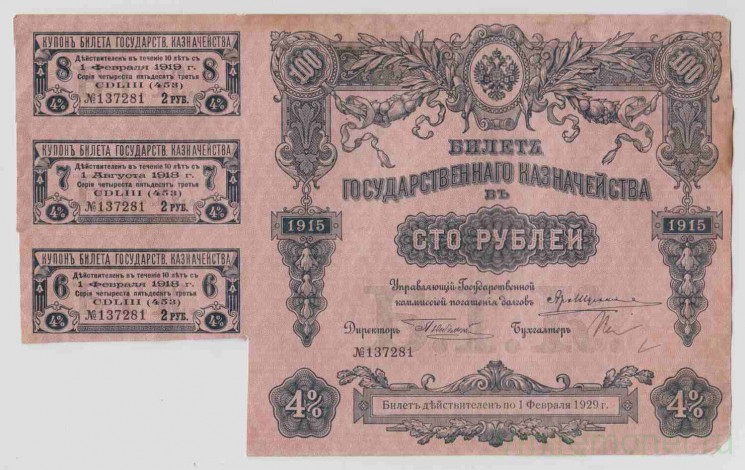 КУПОНЪ БИЛЕТА ГОСУДАРСТВ. КАЗНАЧЕЙСТВА
Дѣйствителенъ въ теченіе 10 лѣтъ съ
8 1 Февраля 1919 г. 8
Серія четыреста пятьдесятъ третья
CDLIII (453)
4% №137281 2 РУБ. 4%
КУПОНЪ БИЛЕТА ГОСУДАРСТВ. КАЗНАЧЕЙСТВА
Дѣйствителенъ въ теченіе 10 лѣтъ съ
7 1 Августа 1918 г. 7
Серія четыреста пятьдесятъ третья
CDLIII (453)
4% №137281 2 РУБ. 4%
КУПОНЪ БИЛЕТА ГОСУДАРСТВ. КАЗНАЧЕЙСТВА
Дѣйствителенъ въ теченіе 10 лѣтъ съ
6 1 Февраля 1918 г. 6
Серія четыреста пятьдесятъ третья
CDLIII (453)
4% №137281 2 РУБ. 4%
100 100
БИЛЕТЪ
ГОСУДАРСТВЕННАГО КАЗНАЧЕЙСТВА
ВЪ
1915 СТО РУБЛЕЙ 1915
Управляющій Государственной
коммиссіей погашенія долговъ
Директоръ Бухгалтеръ
№137281
4% Билетъ дѣйствителенъ по 1 Февраля 1929 г. 4%